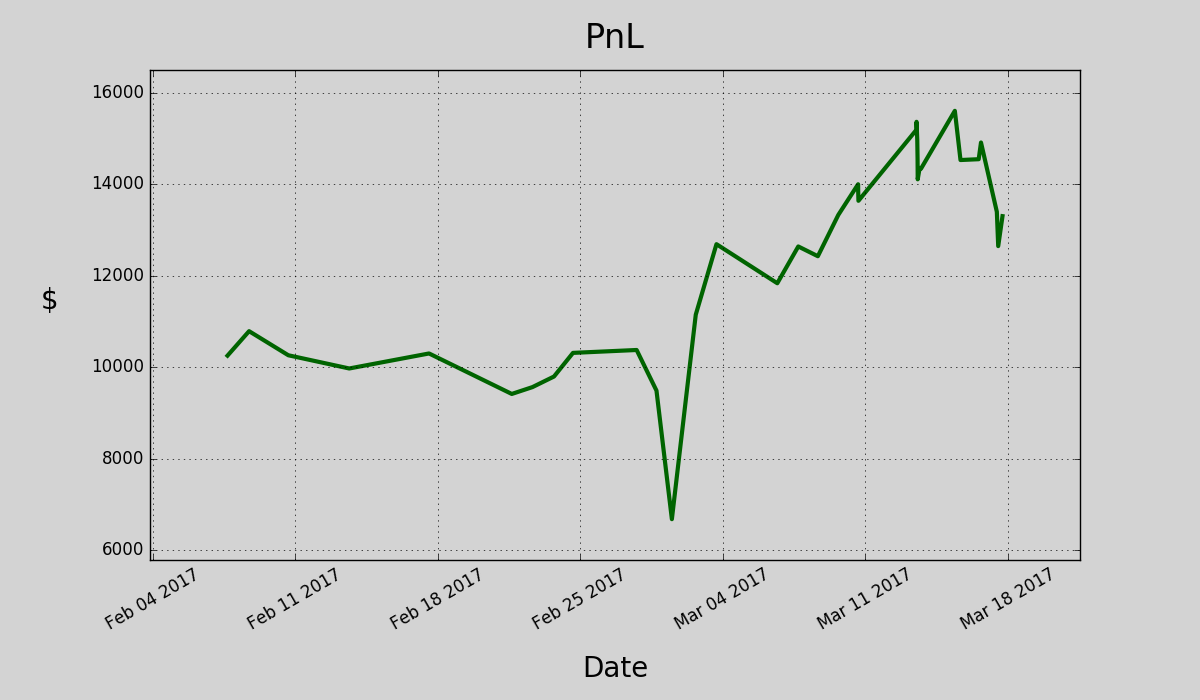 PnL
16000
14000
12000
$
10000
8000
6000
Feb 04 2017
Feb 11 2017
Feb 18 2017
Feb 25 2017
Mar 04 2017
Mar 11 2017
Mar 18 2017
Date